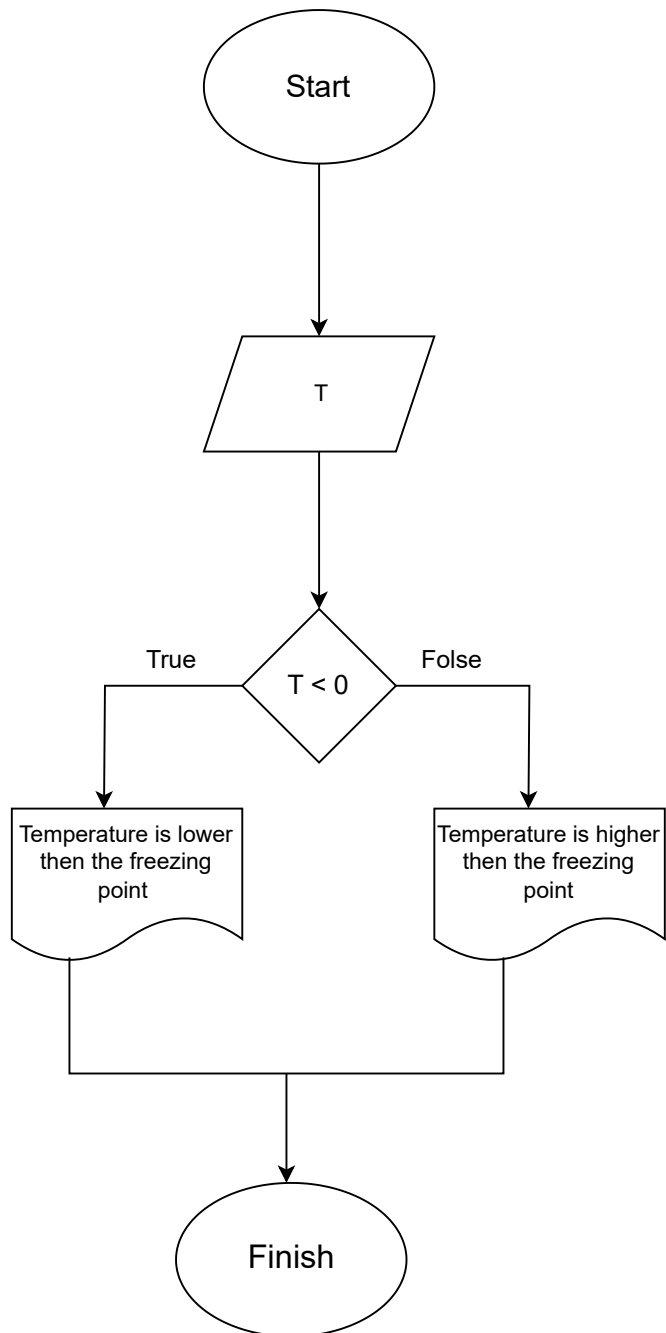 Start
T
T < 0
True
Folse
Temperature is lower
then the freezing
point
Temperature is higher
then the freezing
point
Finish